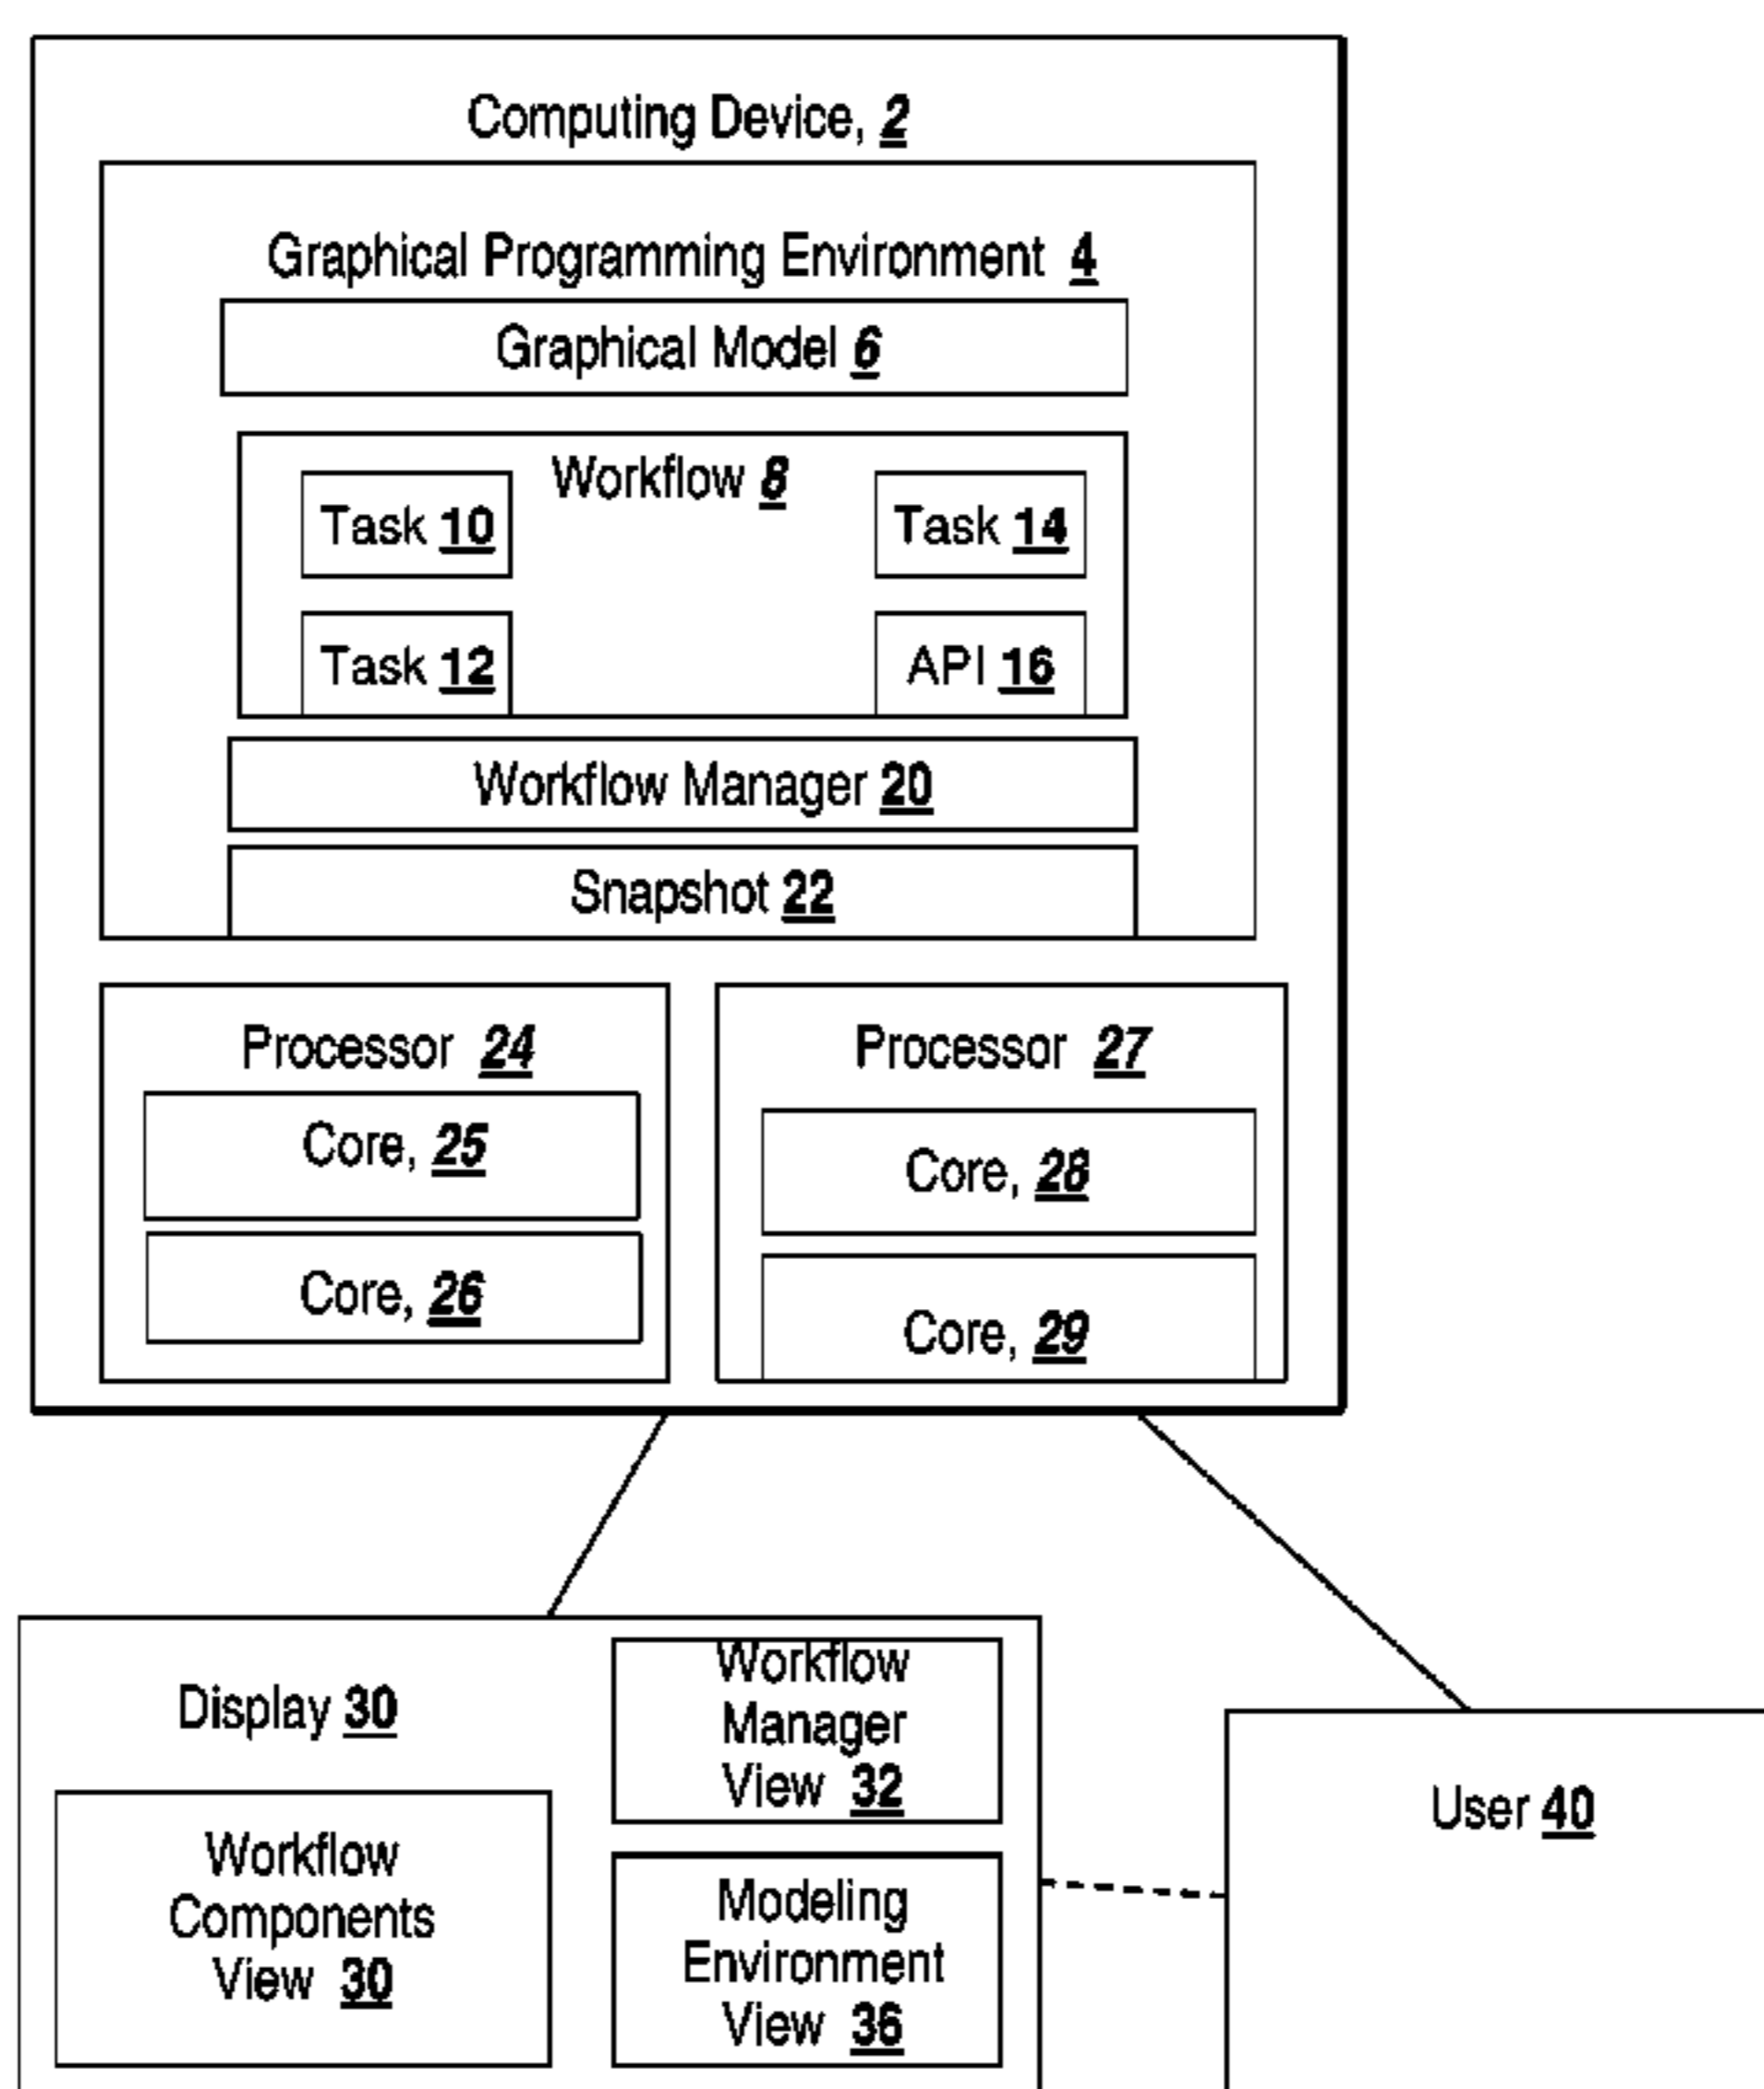 Computing Device, 2
Graphical Programming Environment 4
Graphical Model 6
Workflow 8
Task 10
Task 14
Task 12
API 16
Workflow Manager 20
Snapshot 22
Processor 24
Processor 27
Core, 25
Core, 28
Core, 26
Core, 29
Display 30
Workflow
Manager
View 32
User 40
Workflow
Components
View 30
Modeling
Environment
View 36